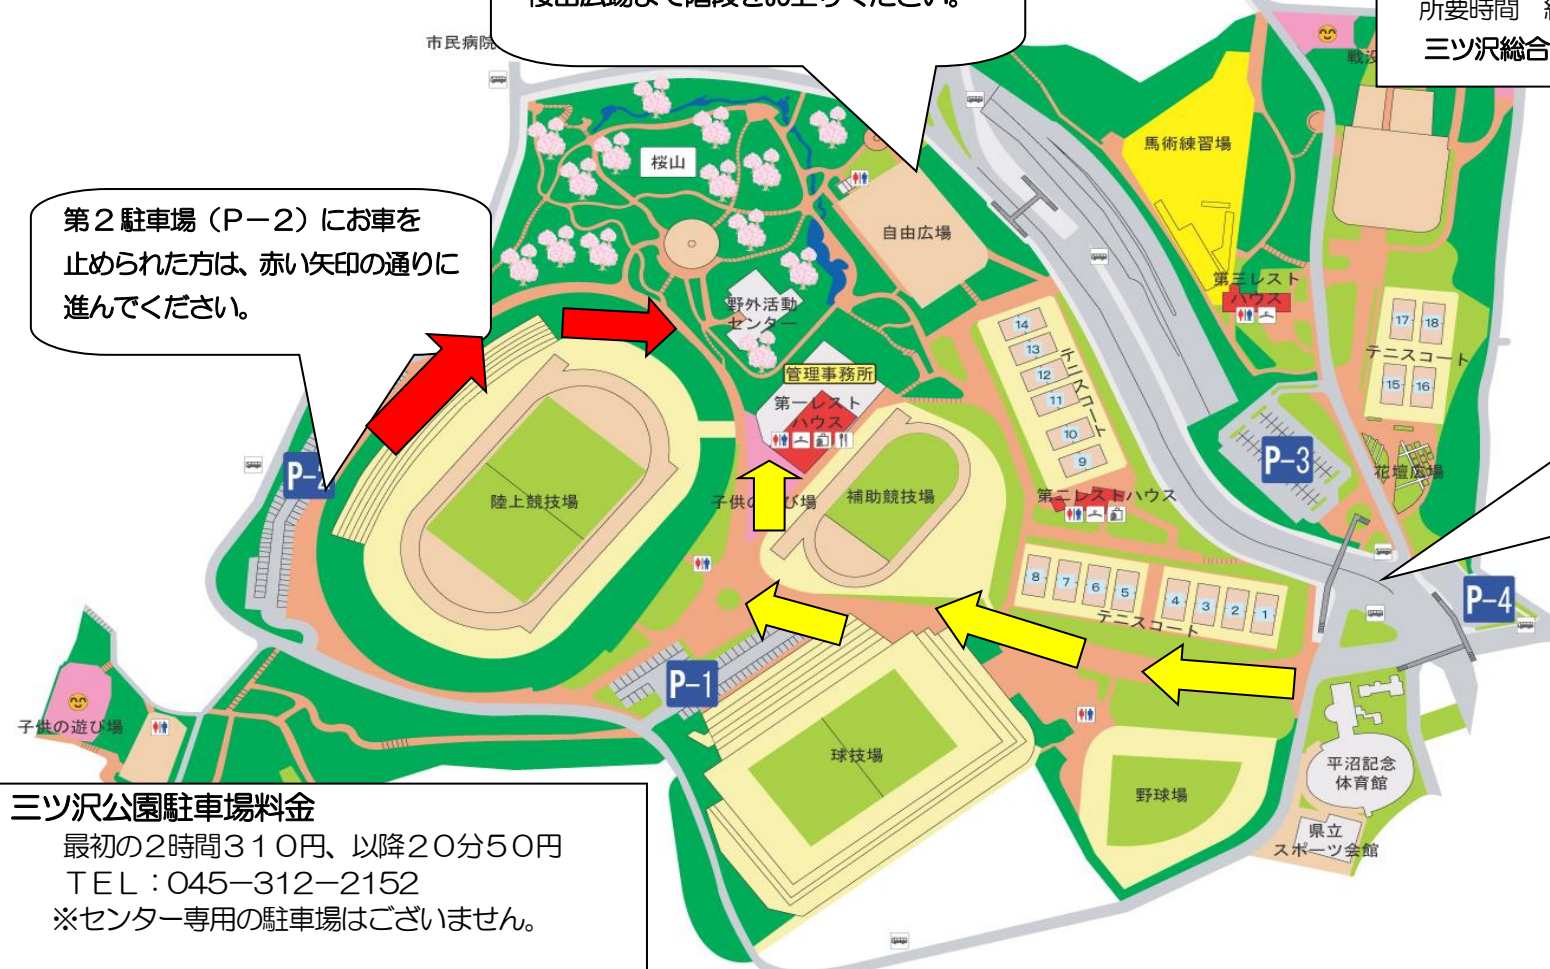 桜山広場まで階段をお上りください。
所要時間
三ツ沢総合
市民病院
戦没
馬術練習場
桜山
自由広場
第２駐車場（Ｐ－２）にお車を
止められた方は、赤い矢印の通りに
進んでください。
野外活動
センター
第三レスト
ハウス
17 18
テニスコート
15 16
14
13
12
11
10
9
テニスコート
管理事務所
第一レスト
ハウス
P-2
P-3
花壇広場
陸上競技場
子供の遊び場
補助競技場
第二レストハウス
8 7 6 5 4 3 2 1
テニスコート
P-4
P-1
子供の遊び場
球技場
野球場
平沼記念
体育館
県立
スポーツ会館
三ツ沢公園駐車場料金
最初の２時間３１０円、以降２０分５０円
ＴＥＬ：045－312－2152
※センター専用の駐車場はございません。